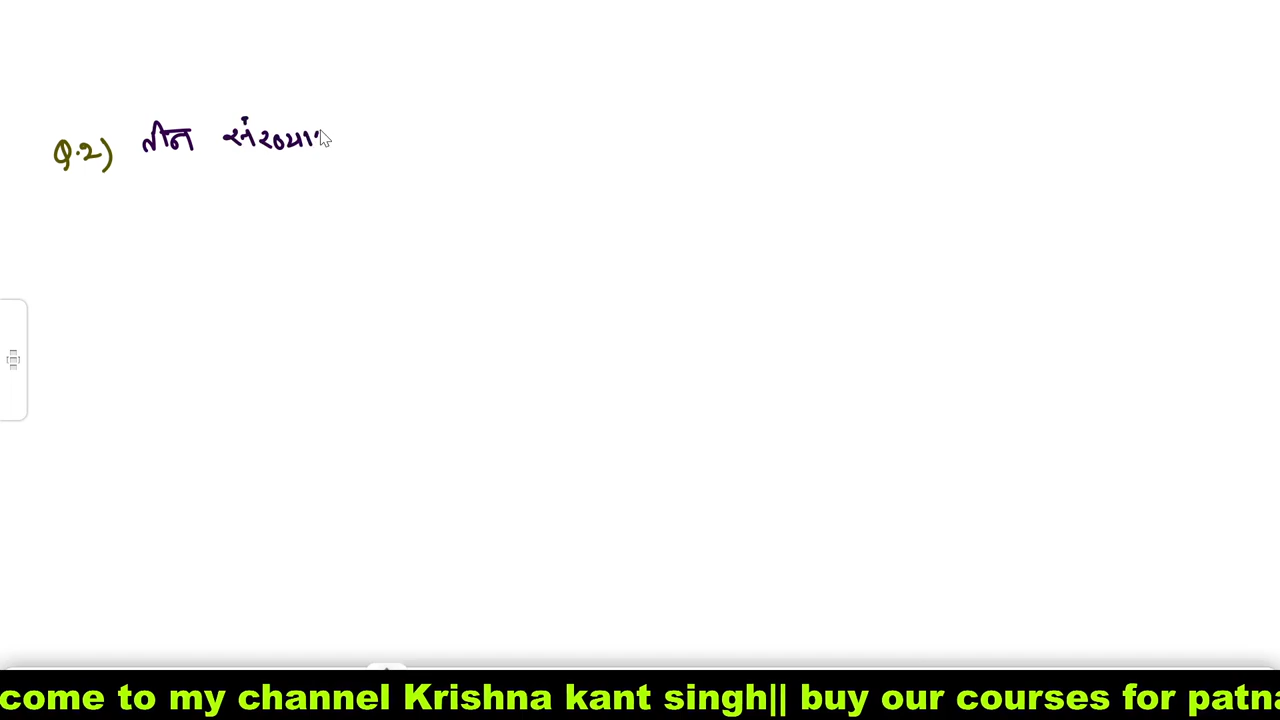 Q.2) तीन संख्या
come to my channel Krishna kant singh|| buy our courses for patna